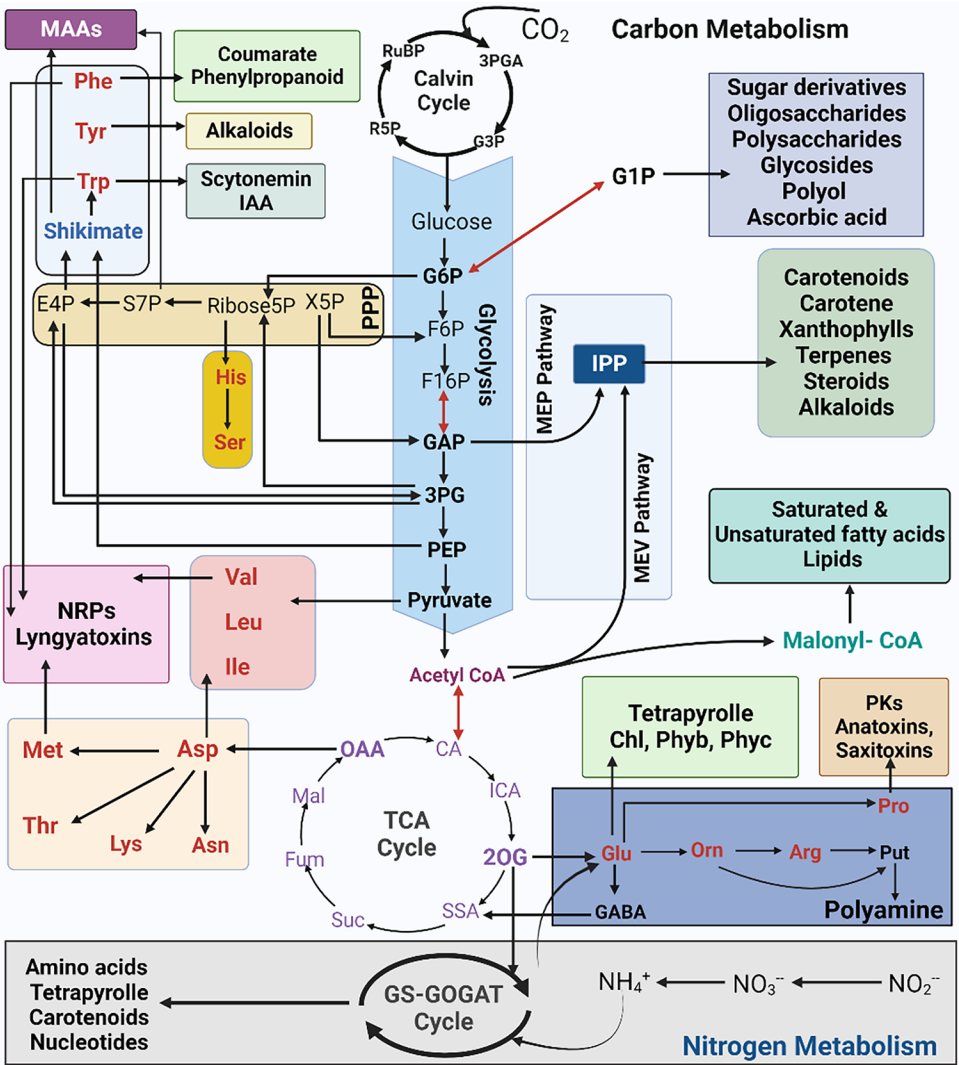 MAAs
CO2
Carbon Metabolism
Coumarate
Phenylpropanoid
Phe
Tyr
Alkaloids
Trp
Scytonemin
IAA
Shikimate
RuBP
3PGA
Calvin
Cycle
R5P
G3P
Sugar derivatives
Oligosaccharides
Polysaccharides
Glycosides
Polyol
Ascorbic acid
G1P
Glucose
G6P
F6P
F16P
GAP
3PG
PEP
Pyruvate
Glycolysis
E4P
S7P
Ribose5P
X5P
PPP
His
Ser
MEP Pathway
IPP
MEV Pathway
Carotenoids
Carotene
Xanthophylls
Terpenes
Steroids
Alkaloids
Saturated &
Unsaturated fatty acids
Lipids
Malonyl- CoA
NRPs
Lyngyatoxins
Val
Leu
Ile
Acetyl CoA
Met
Asp
Thr
Lys
Asn
OAA
CA
ICA
2OG
SSA
Suc
Fum
Mal
TCA
Cycle
Tetrapyrolle
Chl, Phyb, Phyc
PKs
Anatoxins,
Saxitoxins
Pro
Glu
Orn
Arg
Put
GABA
Polyamine
Amino acids
Tetrapyrolle
Carotenoids
Nucleotides
GS-GOGAT
Cycle
NH4+
NO3--
NO2--
Nitrogen Metabolism